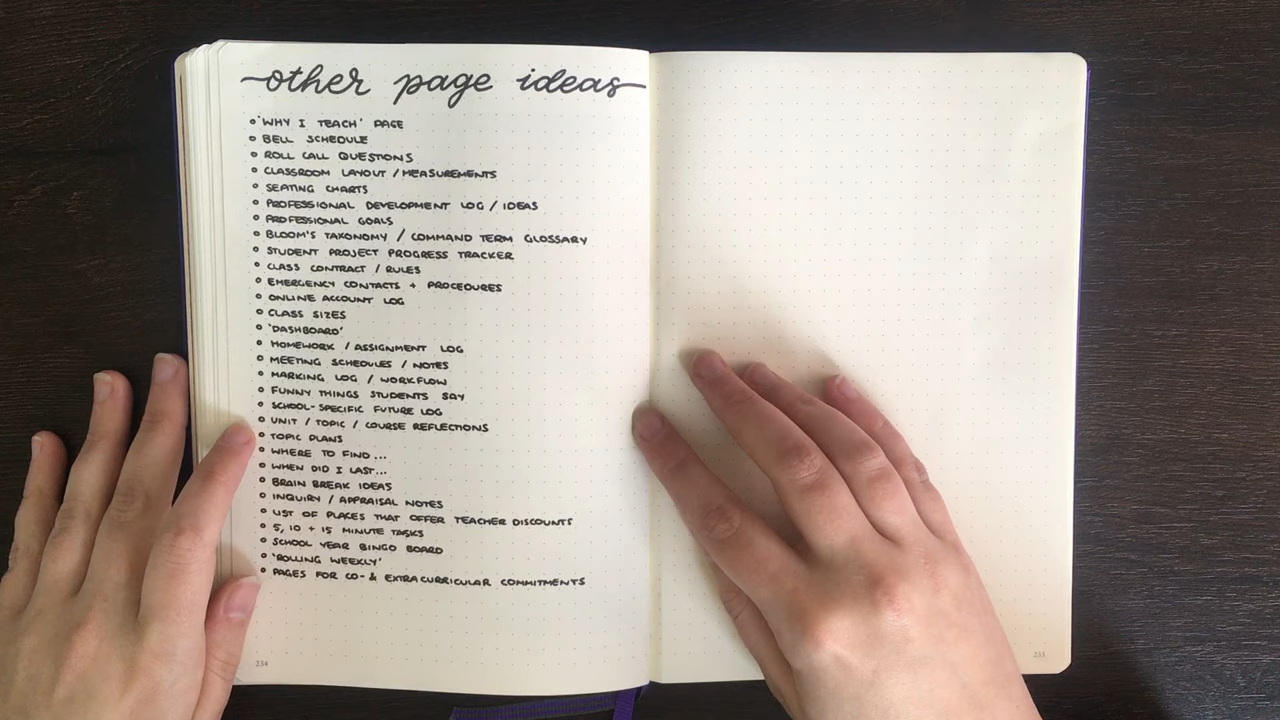 other page ideas
'WHY I TEACH' PAGE
BELL SCHEDULE
ROLL CALL QUESTIONS
CLASSROOM LAYOUT / MEASUREMENTS
SEATING CHARTS
PROFESSIONAL DEVELOPMENT LOG / IDEAS
PROFESSIONAL GOALS
BLOOM'S TAXONOMY / COMMAND TERM GLOSSARY
STUDENT PROJECT PROGRESS TRACKER
CLASS CONTRACT / RULES
EMERGENCY CONTACTS + PROCEDURES
ONLINE ACCOUNT LOG
CLASS SIZES
'DASHBOARD'
HOMEWORK / ASSIGNMENT LOG
MEETING SCHEDULES / NOTES
MARKING LOG / WORKFLOW
FUNNY THINGS STUDENTS SAY
SCHOOL-SPECIFIC FUTURE LOG
UNIT / TOPIC / COURSE REFLECTIONS
TOPIC PLANS
WHERE TO FIND...
WHEN DID I LAST...
BRAIN BREAK IDEAS
INQUIRY / APPRAISAL NOTES
LIST OF PLACES THAT OFFER TEACHER DISCOUNTS
5, 10 + 15 MINUTE TASKS
SCHOOL YEAR BINGO BOARD
'ROLLING WEEKLY'
PAGES FOR CO- & EXTRACURRICULAR COMMITMENTS
234
235